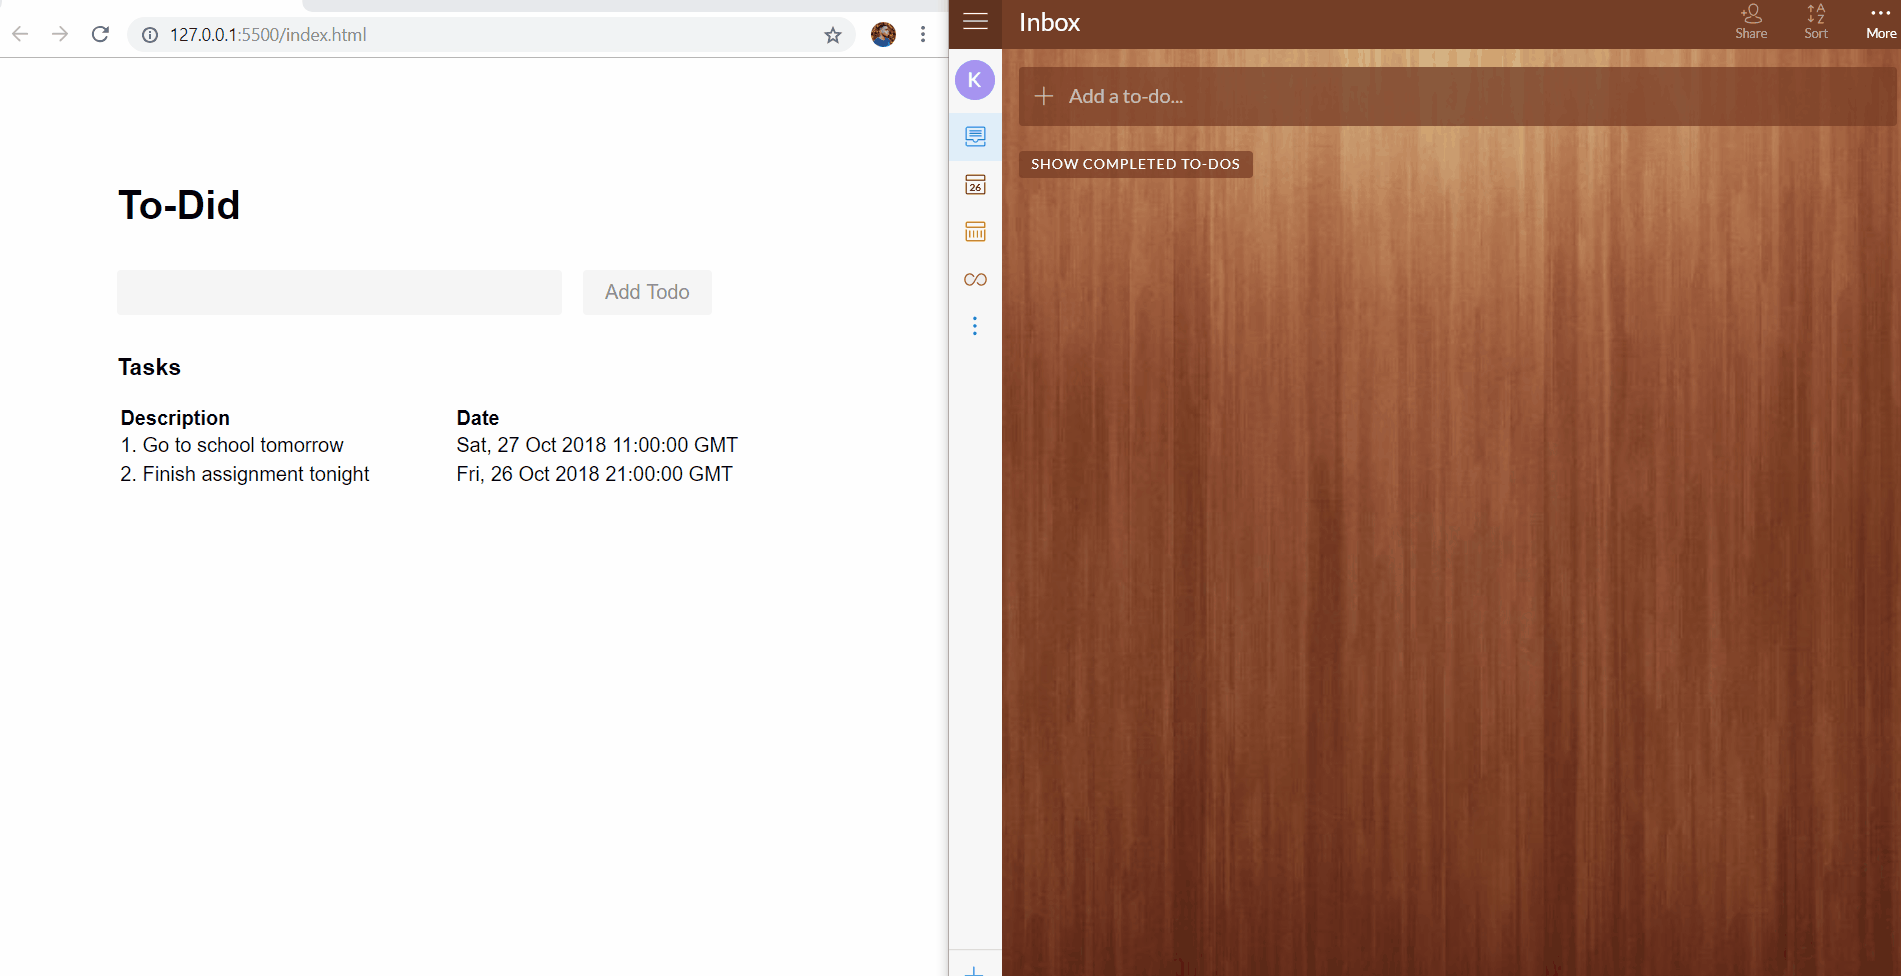 127.0.0.1:5500/index.html
To-Did
Add Todo
Tasks
Description Date
1. Go to school tomorrow Sat, 27 Oct 2018 11:00:00 GMT
2. Finish assignment tonight Fri, 26 Oct 2018 21:00:00 GMT
Inbox
Share
A
Z
Sort
More
K
Add a to-do...
SHOW COMPLETED TO-DOS
26